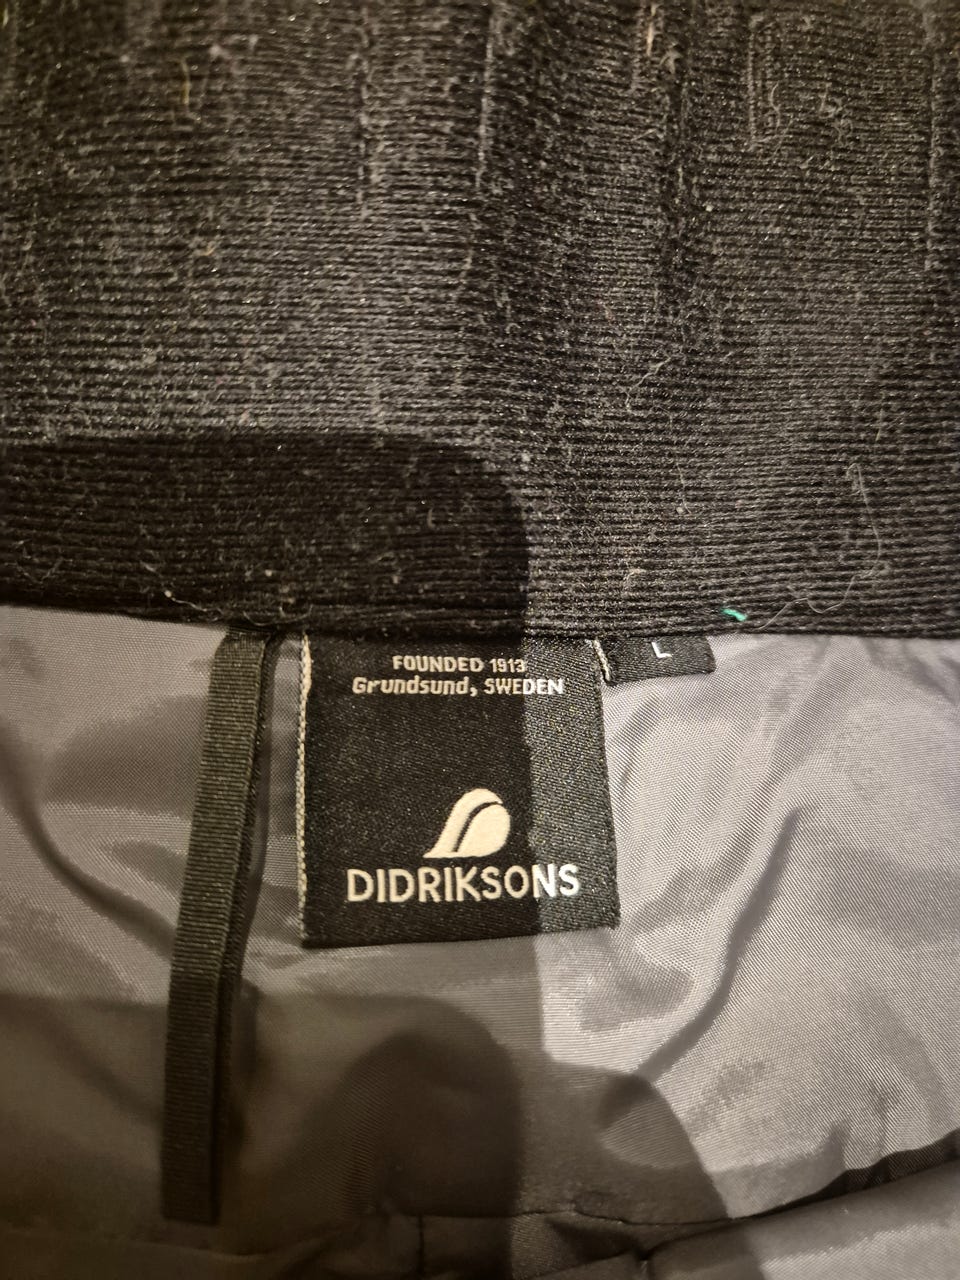 FOUNDED 1913
Grundsund, SWEDEN
DIDRIKSONS
L